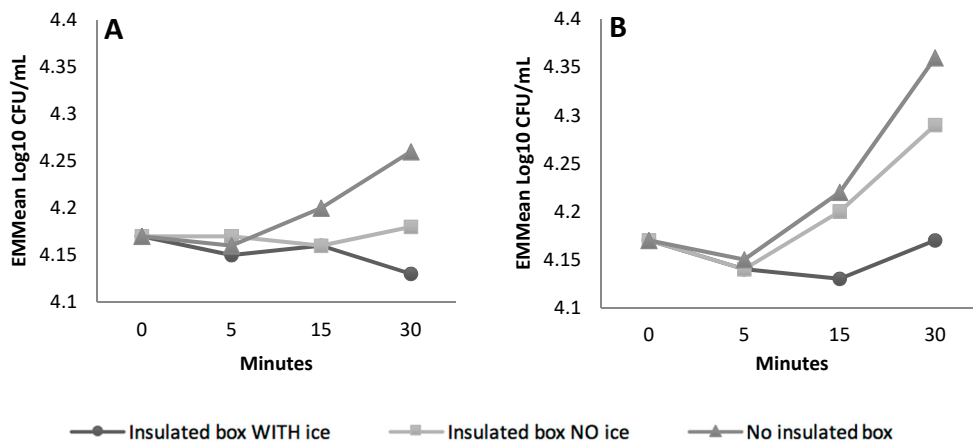 A
EMMean Log10 CFU/mL
4.4
4.35
4.3
4.25
4.2
4.15
4.1
0 5 15 30
Minutes
B
EMMean Log10 CFU/mL
4.4
4.35
4.3
4.25
4.2
4.15
4.1
0 5 15 30
Minutes
Insulated box WITH ice Insulated box NO ice No insulated box